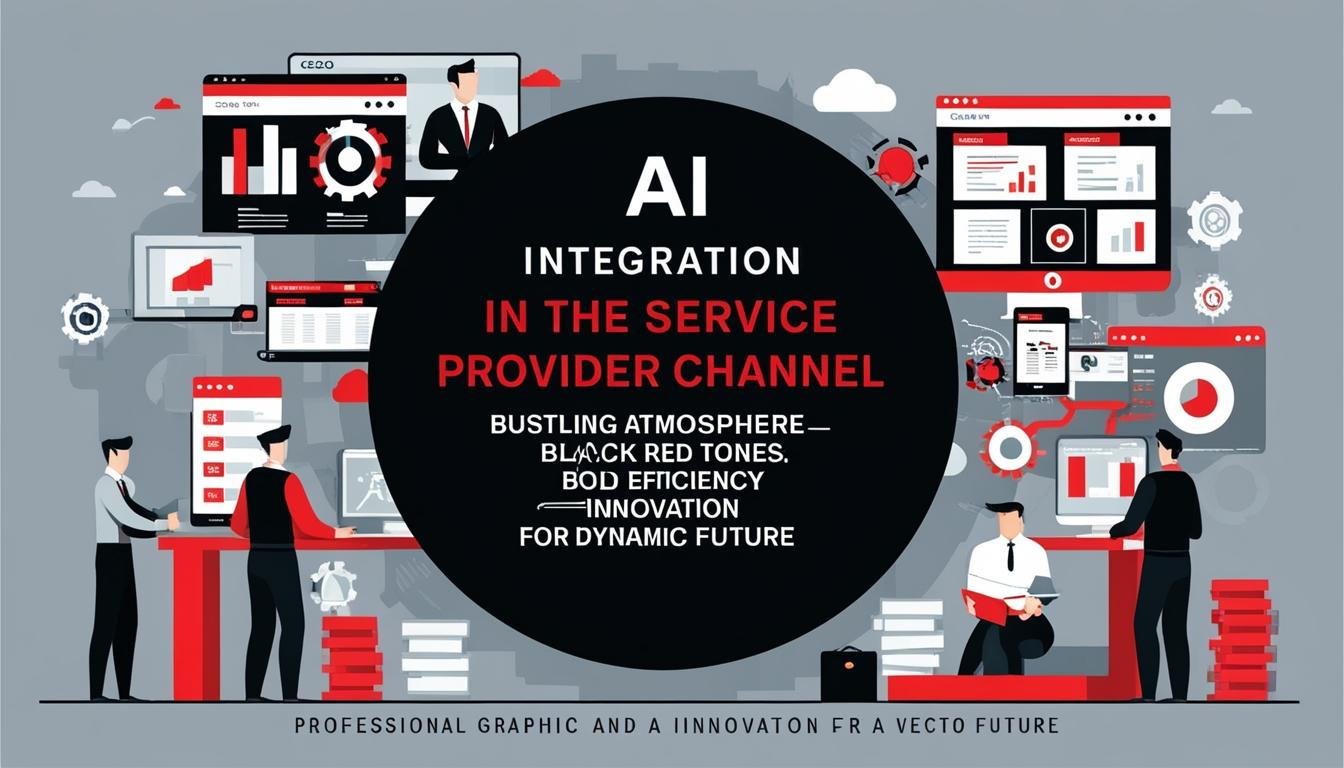 AI
INTEGRATION
IN THE SERVICE
PROVIDER CHANNEL
BUSTLING ATMOSPHERE—
BLACK RED TONES.
BOD EFFICIENCY
INNOVATION
FOR DYNAMIC FUTURE
PROFESSIONAL GRAPHIC AND A IINNOVATON FR A VECTO FUTURE